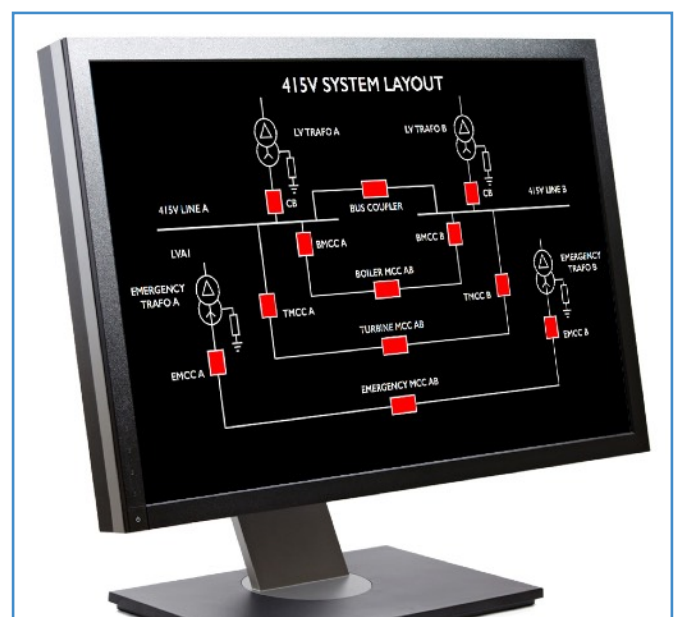 415V SYSTEM LAYOUT
LV TRAFO A
LV TRAFO B
CB
CB
415V LINE A
BUS COUPLER
415V LINE B
BMCC A
BMCC B
LVA1
EMERGENCY
TRAFO A
BOILER MCC AB
EMERGENCY
TRAFO B
TMCC A
TMCC B
TURBINE MCC AB
EMCC A
EMCC B
EMERGENCY MCC AB